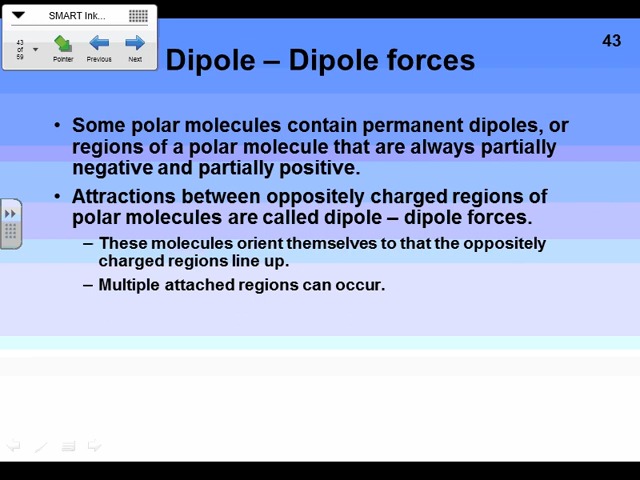 SMART Ink...
43
of
59
Pointer
Previous
Next
43
Dipole – Dipole forces
• Some polar molecules contain permanent dipoles, or
regions of a polar molecule that are always partially
negative and partially positive.
• Attractions between oppositely charged regions of
polar molecules are called dipole – dipole forces.
– These molecules orient themselves to that the oppositely
charged regions line up.
– Multiple attached regions can occur.